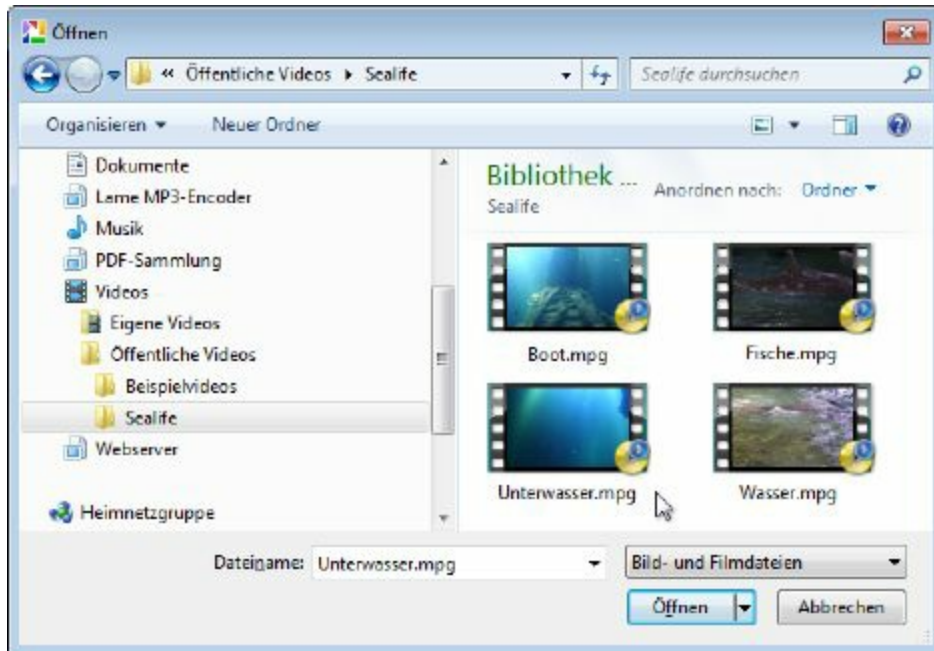 Öffnen
« Öffentliche Videos ▸ Sealife
Sealife durchsuchen
Organisieren ▾ Neuer Ordner
Dokumente
Lame MP3-Encoder
Musik
PDF-Sammlung
Videos
Eigene Videos
Öffentliche Videos
Beispielvideos
Sealife
Webserver
Heimnetzgruppe
Bibliothek ...
Sealife
Anordnen nach: Ordner ▾
Boot.mpg
Fische.mpg
Unterwasser.mpg
Wasser.mpg
Dateiname: Unterwasser.mpg
Bild- und Filmdateien
Öffnen
Abbrechen